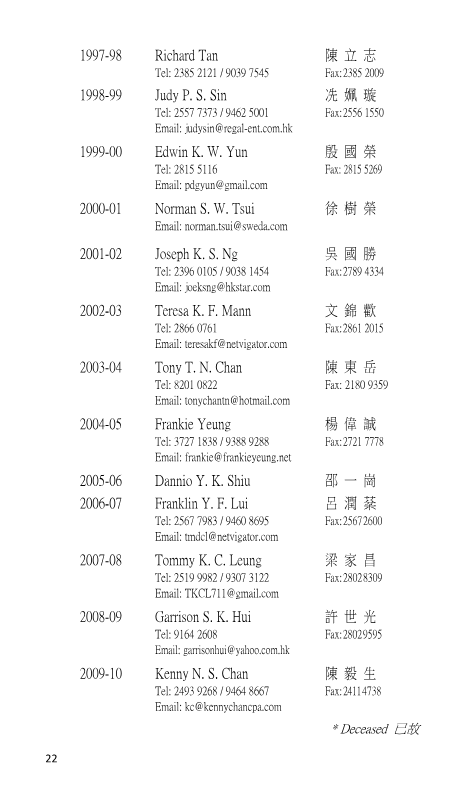 1997-98 Richard Tan 陳 立 志
Tel: 2385 2121 / 9039 7545 Fax: 2385 2009
1998-99 Judy P. S. Sin 冼 姵 璇
Tel: 2557 7373 / 9462 5001 Fax: 2556 1550
Email: judysin@regal-ent.com.hk
1999-00 Edwin K. W. Yun 殷 國 榮
Tel: 2815 5116 Fax: 2815 5269
Email: pdgyun@gmail.com
2000-01 Norman S. W. Tsui 徐 樹 榮
Email: norman.tsui@sweda.com
2001-02 Joseph K. S. Ng 吳 國 勝
Tel: 2396 0105 / 9038 1454 Fax: 2789 4334
Email: joeksng@hkstar.com
2002-03 Teresa K. F. Mann 文 錦 歡
Tel: 2866 0761 Fax: 2861 2015
Email: teresakf@netvigator.com
2003-04 Tony T. N. Chan 陳 東 岳
Tel: 8201 0822 Fax: 2180 9359
Email: tonychantn@hotmail.com
2004-05 Frankie Yeung 楊 偉 誠
Tel: 3727 1838 / 9388 9288 Fax: 2721 7778
Email: frankie@frankieyeung.net
2005-06 Dannio Y. K. Shiu 邵 一 崗
2006-07 Franklin Y. F. Lui 呂 潤 棻
Tel: 2567 7983 / 9460 8695 Fax: 25672600
Email: tmdcl@netvigator.com
2007-08 Tommy K. C. Leung 梁 家 昌
Tel: 2519 9982 / 9307 3122 Fax: 28028309
Email: TKCL711@gmail.com
2008-09 Garrison S. K. Hui 許 世 光
Tel: 9164 2608 Fax: 28029595
Email: garrisonhui@yahoo.com.hk
2009-10 Kenny N. S. Chan 陳 毅 生
Tel: 2493 9268 / 9464 8667 Fax: 24114738
Email: kc@kennychancpa.com
* Deceased 已故
22